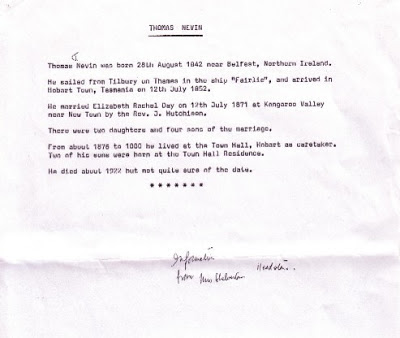 THOMAS NEVIN
J
Thomas Nevin was born 28th August 1842 near Belfast, Northern Ireland.
He sailed from Tilbury on Thames in the ship "Fairlie", and arrived in
Hobart Town, Tasmania on 12th July 1852.
He married Elizabeth Rachel Day on 12th July 1871 at Kangaroo Valley
near New Town by the Rev. J. Hutchison.
There were two daughters and four sons of the marriage.
From about 1876 to 1880 he lived at the Town Hall, Hobart as caretaker.
Two of his sons were born at the Town Hall Residence.
He died about 1922 but not quite sure of the date.
* * * * * * *
Information
from Mrs